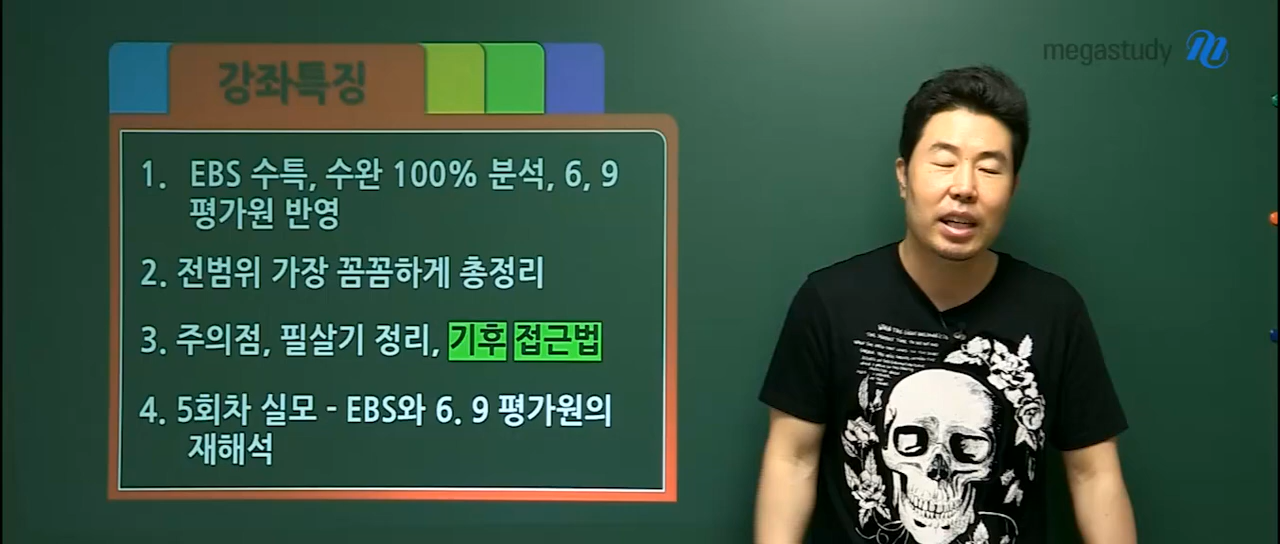 megastudy
강좌특징
1. EBS 수특, 수완 100% 분석, 6, 9
평가원 반영
2. 전범위 가장 꼼꼼하게 총정리
3. 주의점, 필살기 정리, 기후 접근법
4. 5회차 실모 - EBS와 6. 9 평가원의
재해석